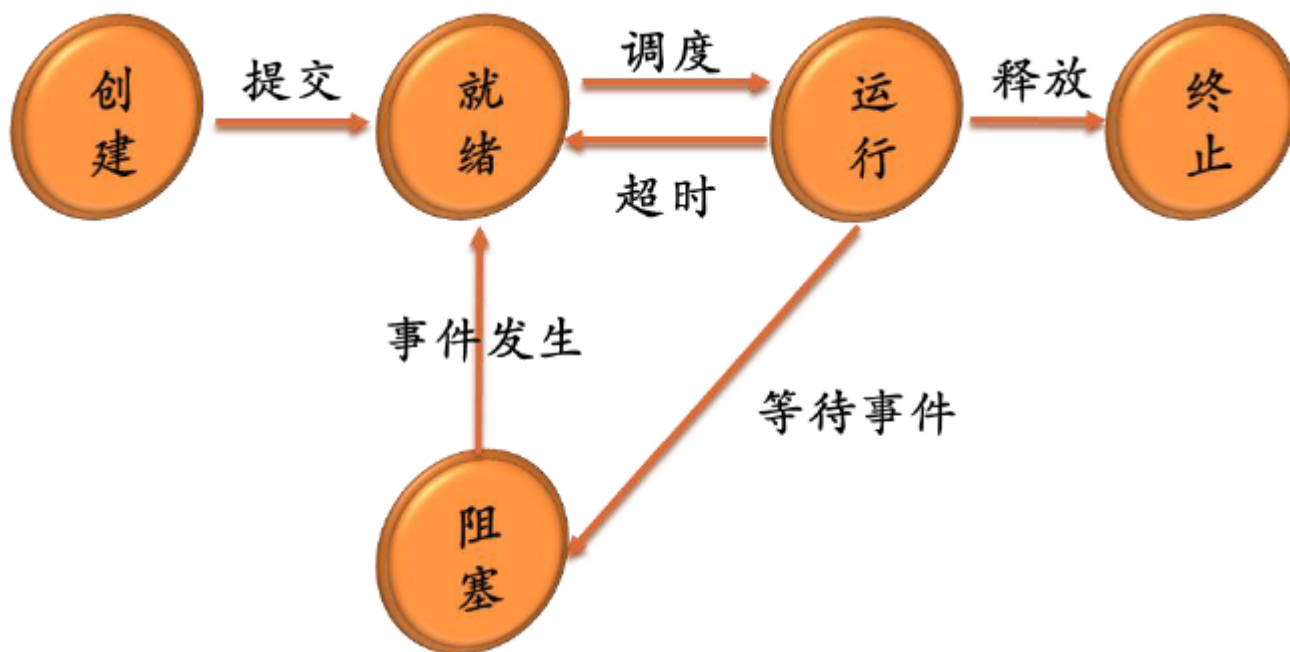 创建
提交
就绪
调度
超时
运行
释放
终止
事件发生
等待事件
阻塞